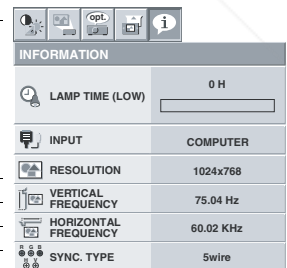 opt.
INFORMATION
LAMP TIME (LOW) 0 H
INPUT COMPUTER
RESOLUTION 1024x768
VERTICAL
FREQUENCY 75.04 Hz
HORIZONTAL
FREQUENCY 60.02 KHz
R G B
SYNC. TYPE 5wire
H V